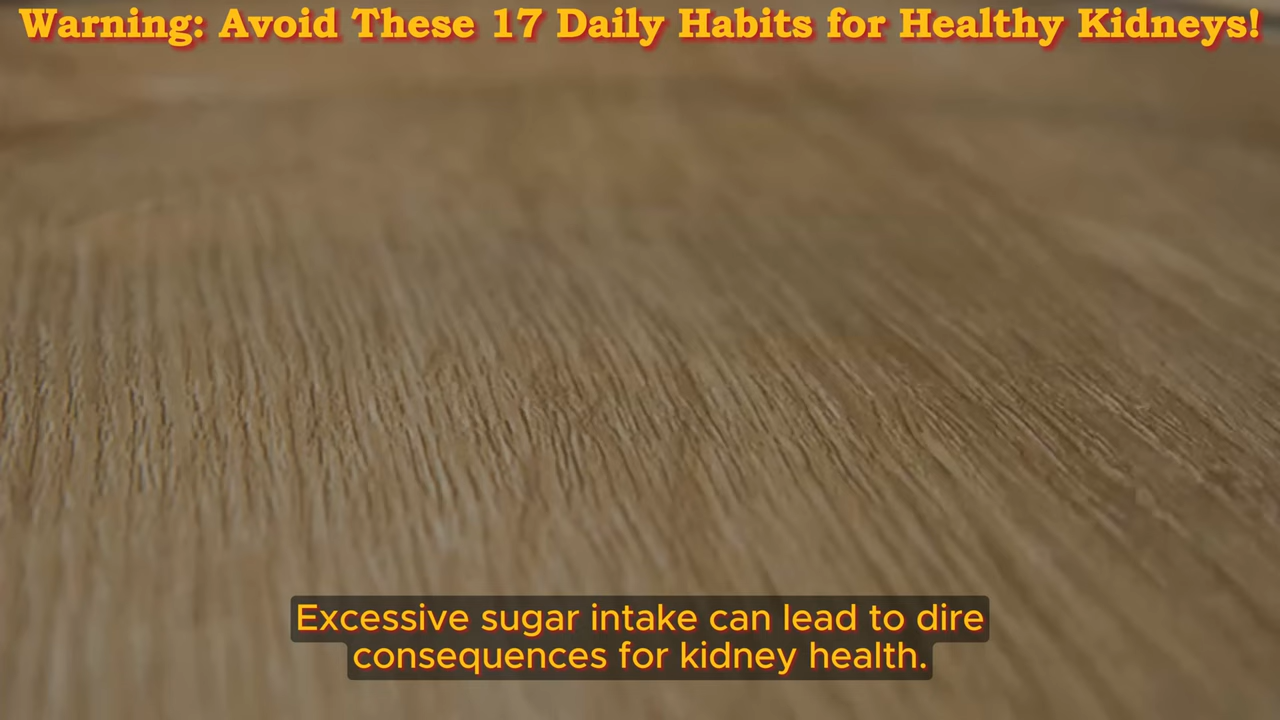 Warning: Avoid These 17 Daily Habits for Healthy Kidneys!
Excessive sugar intake can lead to dire
consequences for kidney health.